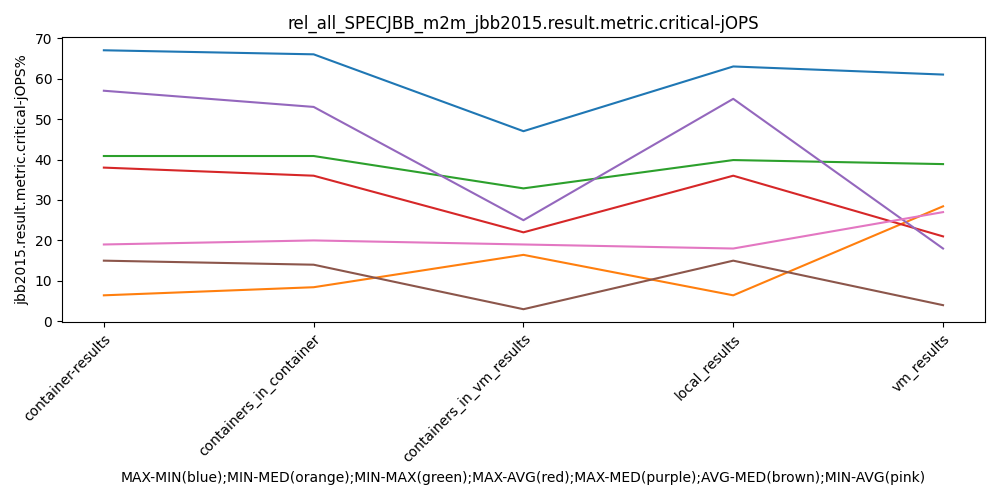 rel_all_SPECJBB_m2m_jbb2015.result.metric.critical-jOPS
jbb2015.result.metric.critical-jOPS%
70
60
50
40
30
20
10
0
container-results
containers_in_container
containers_in_vm_results
local_results
vm_results
MAX-MIN(blue);MIN-MED(orange);MIN-MAX(green);MAX-AVG(red);MAX-MED(purple);AVG-MED(brown);MIN-AVG(pink)